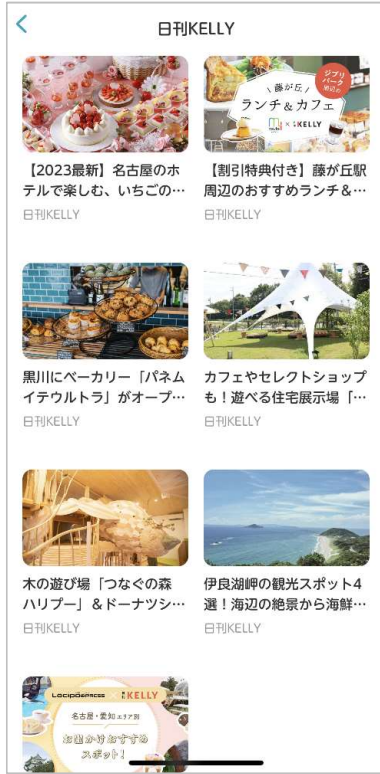 日刊KELLY
ジブリ
パーク
周辺の
藤が丘
ランチ&カフェ
× KELLY
【2023最新】名古屋のホ
テルで楽しむ、いちごの…
日刊KELLY
【割引特典付き】藤が丘駅
周辺のおすすめランチ&…
日刊KELLY
黒川にベーカリー「パネム
イテウルトラ」がオープ…
日刊KELLY
カフェやセレクトショップ
も！遊べる住宅展示場「…
日刊KELLY
木の遊び場「つなぐの森
ハリプー」&ドーナツシ…
日刊KELLY
伊良湖岬の観光スポット4
選！海辺の絶景から海鮮…
日刊KELLY
Locipo EXPRESS × KELLY
名古屋・愛知エリア別
お出かけおすすめ
スポット！